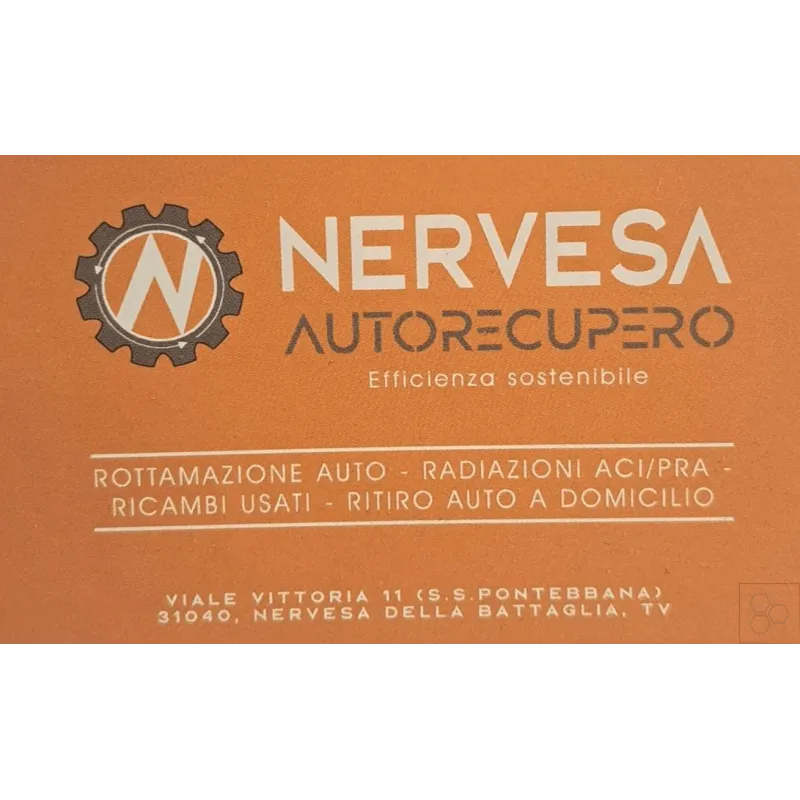 N
NERVESA
AUTORECUPERO
Efficienza sostenibile
ROTTAMAZIONE AUTO - RADIAZIONI ACI/PRA -
RICAMBI USATI - RITIRO AUTO A DOMICILIO
VIALE VITTORIA 11 (S.S.PONTEBBANA)
31040, NERVESA DELLA BATTAGLIA, TV